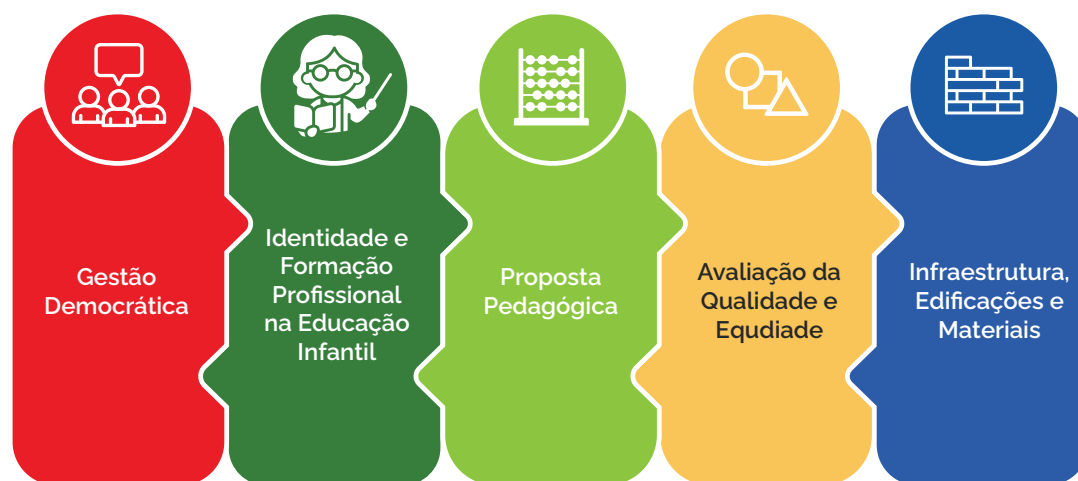 Gestão
Democrática
Identidade e
Formação
Profissional
na Educação
Infantil
Proposta
Pedagógica
Avaliação da
Qualidade e
Equdiade
Infraestrutura,
Edificações e
Materiais